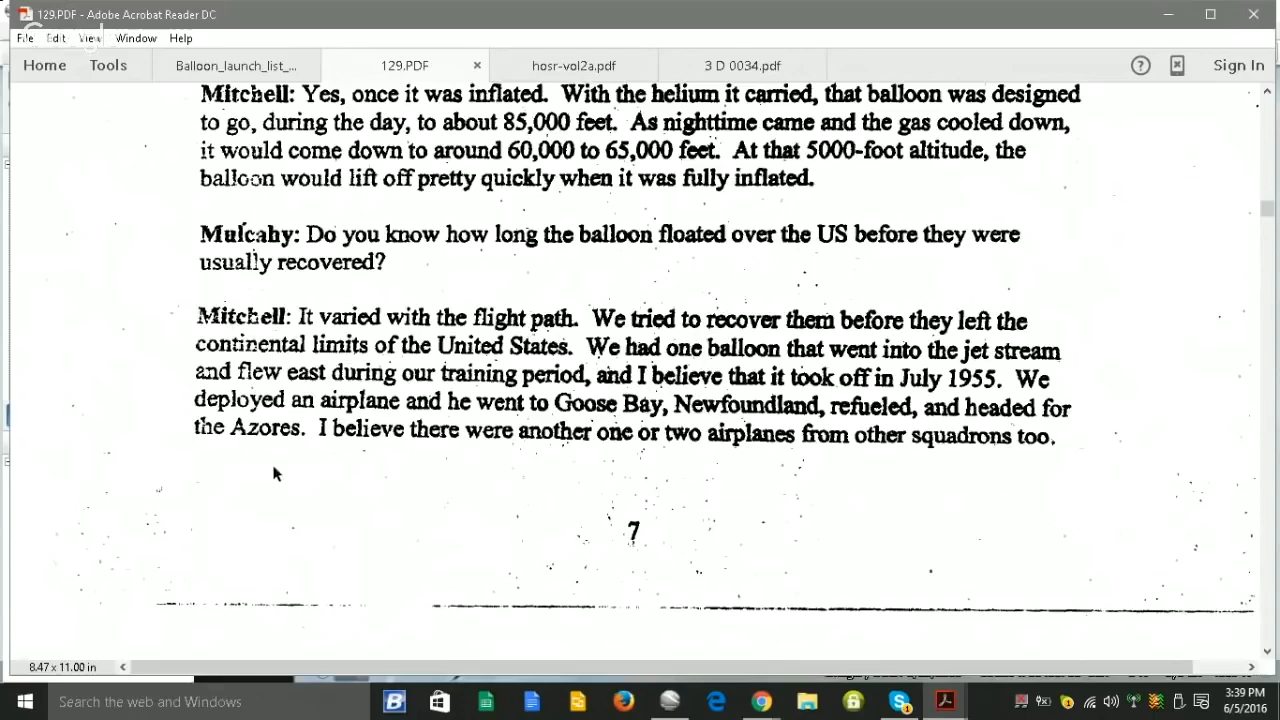 129.PDF - Adobe Acrobat Reader DC
Google
File Edit View Window Help
Home Tools Balloon_launch_list_... 129.PDF × hosr-vol2a.pdf 3 D 0034.pdf Sign In
Mitchell: Yes, once it was inflated. With the helium it carried, that balloon was designed
to go, during the day, to about 85,000 feet. As nighttime came and the gas cooled down,
it would come down to around 60,000 to 65,000 feet. At that 5000-foot altitude, the
balloon would lift off pretty quickly when it was fully inflated.
Mulcahy: Do you know how long the balloon floated over the US before they were
usually recovered?
Mitchell: It varied with the flight path. We tried to recover them before they left the
continental limits of the United States. We had one balloon that went into the jet stream
and flew east during our training period, and I believe that it took off in July 1955. We
deployed an airplane and he went to Goose Bay, Newfoundland, refueled, and headed for
the Azores. I believe there were another one or two airplanes from other squadrons too.
7
8.47 x 11.00 in
Search the web and Windows
3:39 PM
6/5/2016